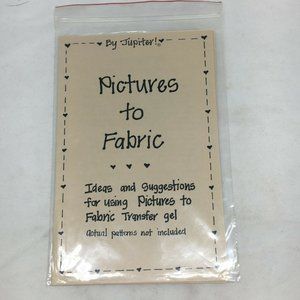 By Jupiter!
Pictures
to
Fabric
Ideas and Suggestions
for using Pictures to
Fabric Transfer gel
Actual patterns not included